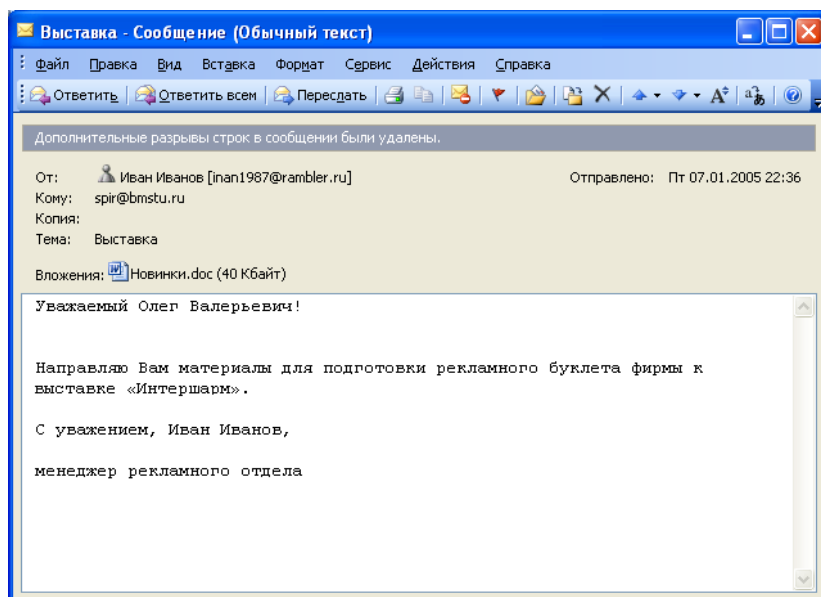 Выставка - Сообщение (Обычный текст)
Файл Правка Вид Вставка Формат Сервис Действия Справка
Ответить Ответить всем Переслать
Дополнительные разрывы строк в сообщении были удалены.
От: Иван Иванов [inan1987@rambler.ru] Отправлено: Пт 07.01.2005 22:36
Кому: spir@bmstu.ru
Копия:
Тема: Выставка
Вложения: Новинки.doc (40 Кбайт)
Уважаемый Олег Валерьевич!
Направляю Вам материалы для подготовки рекламного буклета фирмы к
выставке «Интершарм».
С уважением, Иван Иванов,
менеджер рекламного отдела